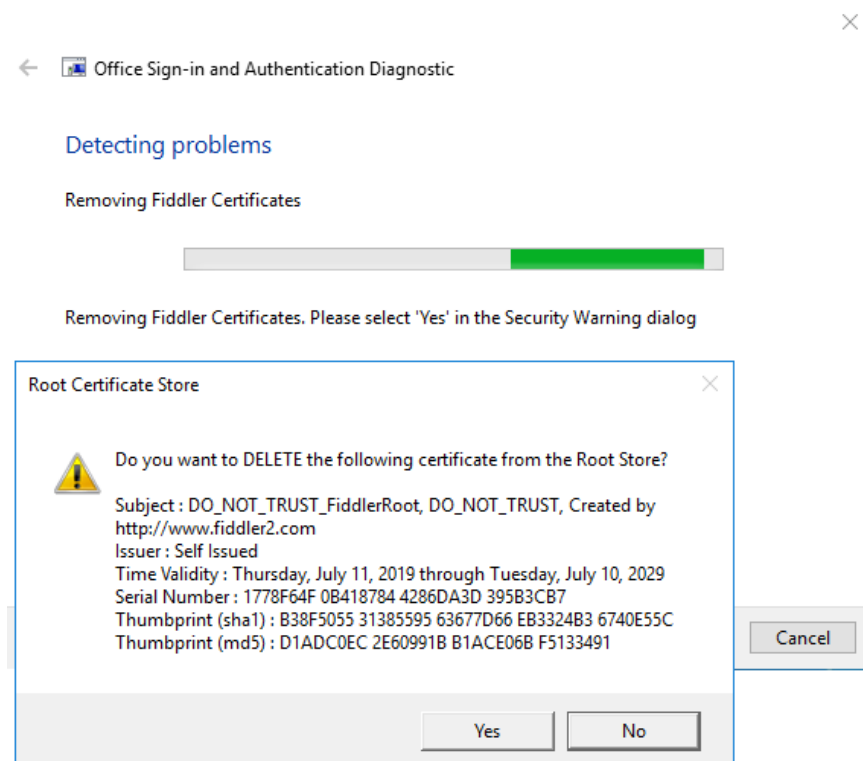 Office Sign-in and Authentication Diagnostic
Detecting problems
Removing Fiddler Certificates
Removing Fiddler Certificates. Please select 'Yes' in the Security Warning dialog
Root Certificate Store
Do you want to DELETE the following certificate from the Root Store?
Subject : DO_NOT_TRUST_FiddlerRoot, DO_NOT_TRUST, Created by
http://www.fiddler2.com
Issuer : Self Issued
Time Validity : Thursday, July 11, 2019 through Tuesday, July 10, 2029
Serial Number : 1778F64F 0B418784 4286DA3D 395B3CB7
Thumbprint (sha1) : B38F5055 31385595 63677D66 EB3324B3 6740E55C
Thumbprint (md5) : D1ADC0EC 2E60991B B1ACE06B F5133491
Cancel
Yes
No